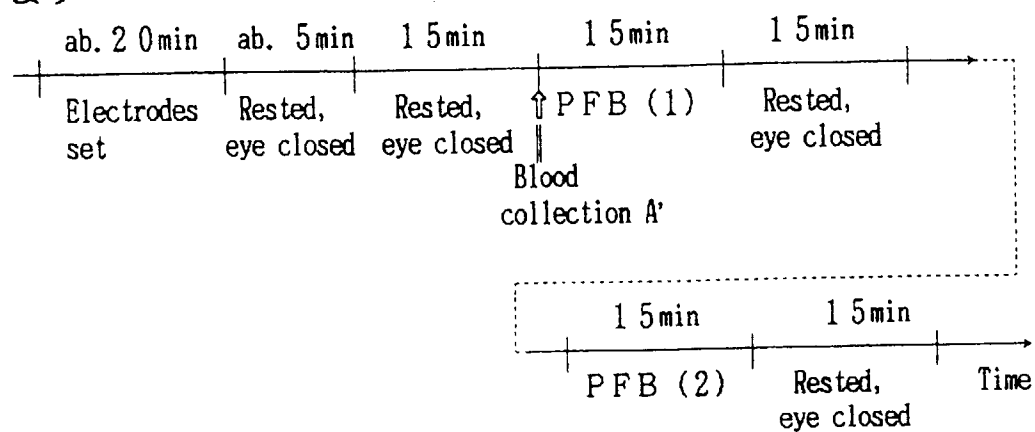 ab. 20min ab. 5min 15min 15min 15min
Electrodes Rested, Rested, PFB (1) Rested,
set eye closed eye closed eye closed
Blood
collection A'
15min 15min
PFB (2) Rested, Time
eye closed